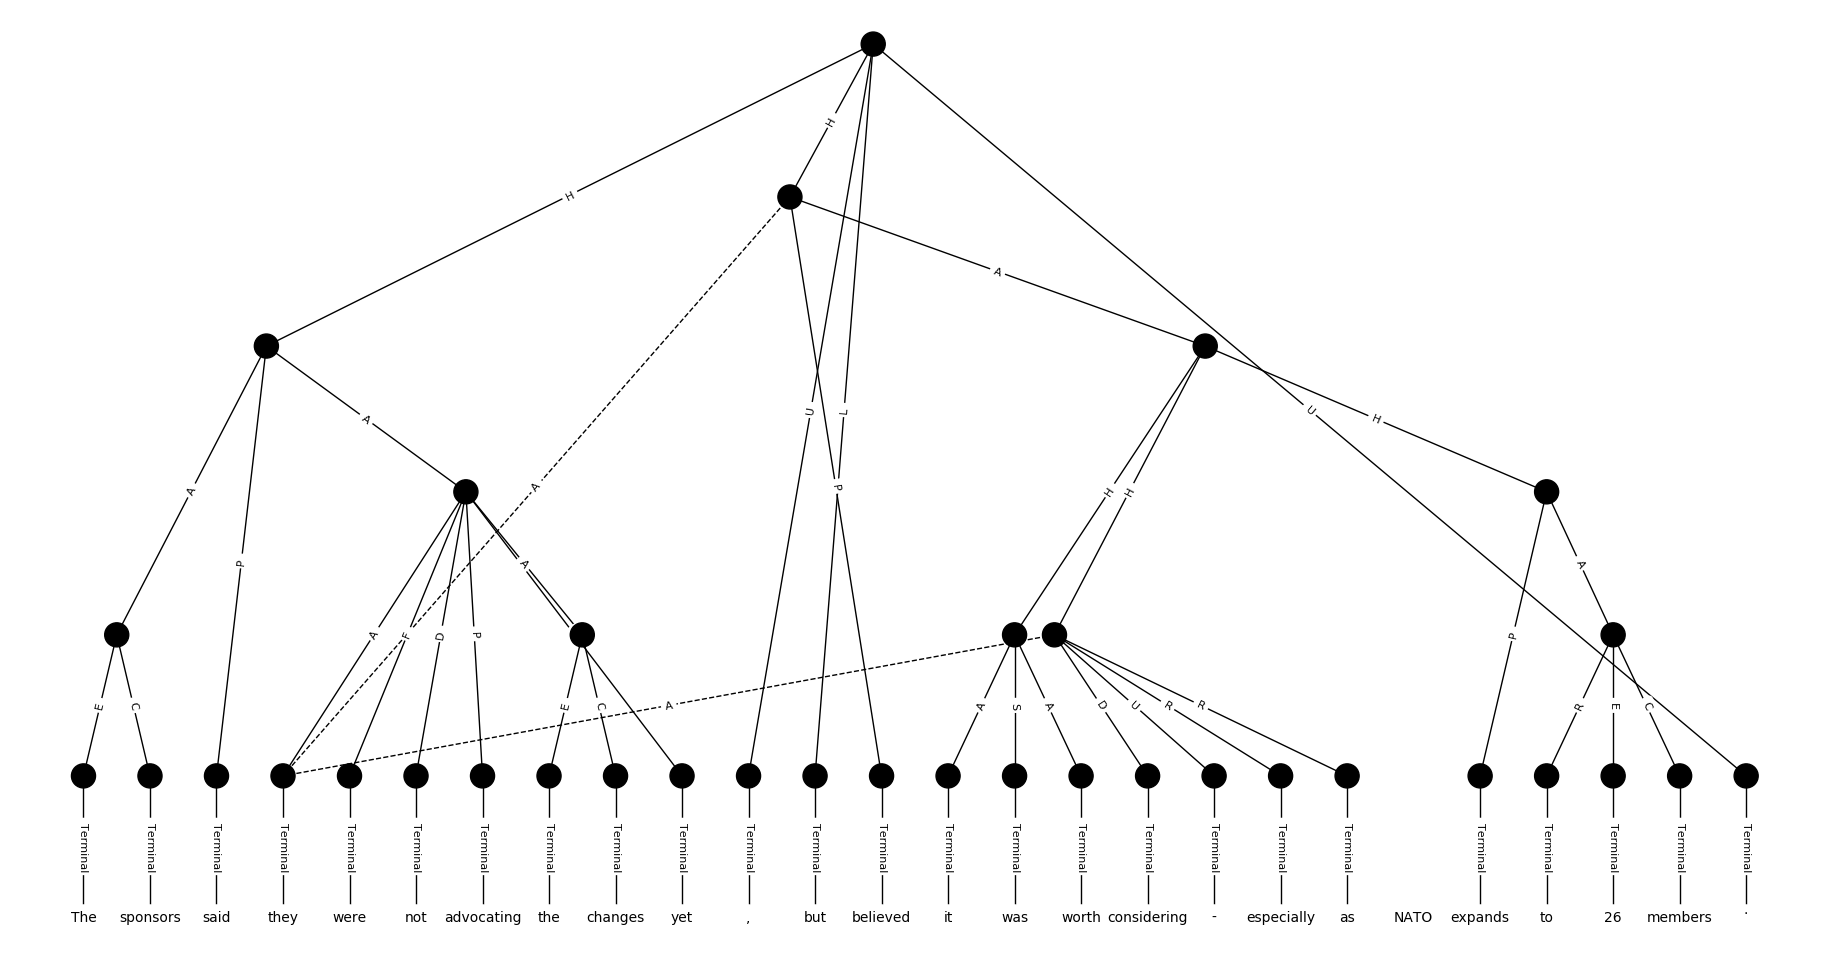 H
H
A
H
A
U
L
U
H
A
P
A
H
H
P
A
A
A
F
D
P
P
E
C
E
C
A
A
S
A
D
U
R
R
R
E
C
Terminal Terminal Terminal Terminal Terminal Terminal Terminal Terminal Terminal Terminal Terminal Terminal Terminal Terminal Terminal Terminal Terminal Terminal Terminal Terminal Terminal Terminal Terminal Terminal Terminal
The sponsors said they were not advocating the changes yet , but believed it was worth considering - especially as NATO expands to 26 members .